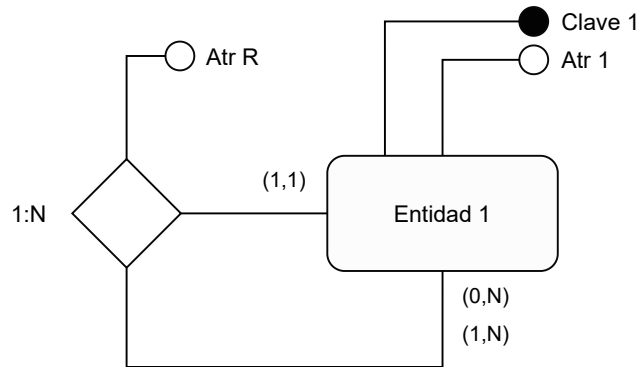 Clave 1
Atr R
Atr 1
(1,1)
1:N
Entidad 1
(0,N)
(1,N)